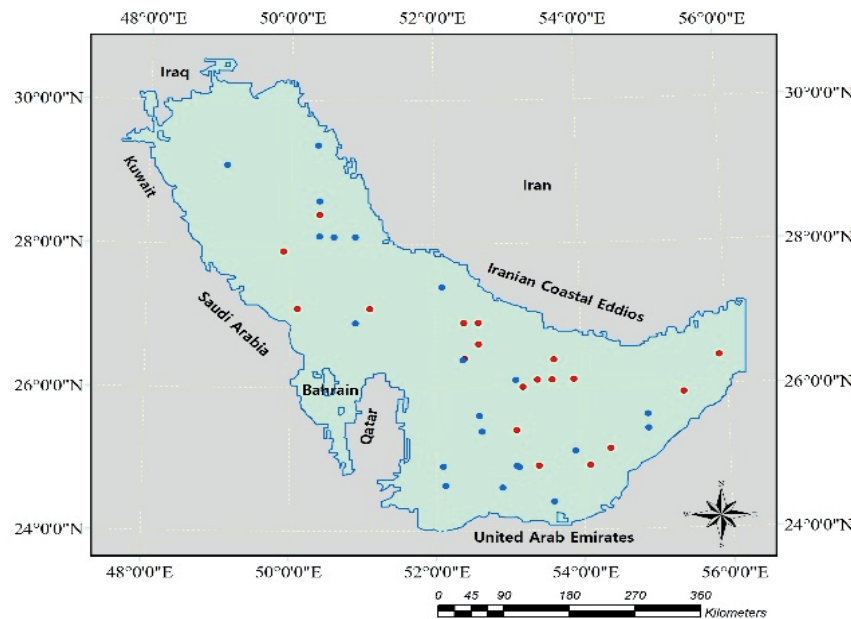 48°0'0"E 50°0'0"E 52°0'0"E 54°0'0"E 56°0'0"E
Iraq
30°0'0"N 30°0'0"N
Kuwait
Iran
28°0'0"N 28°0'0"N
Iranian Coastal Eddios
Saudi Arabia
Bahrain
26°0'0"N 26°0'0"N
Qatar
24°0'0"N 24°0'0"N
United Arab Emirates
48°0'0"E 50°0'0"E 52°0'0"E 54°0'0"E 56°0'0"E
0 45 90 180 270 360
Kilometers